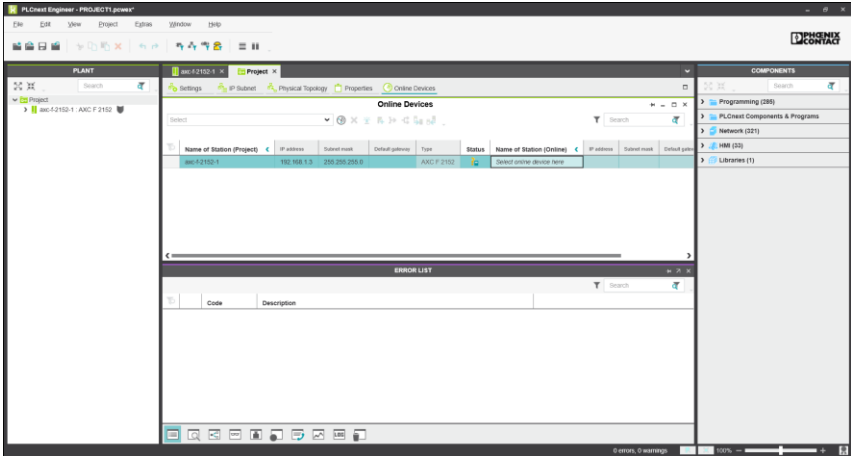 PLCnext Engineer - PROJECT1.pcwex*
File Edit View Project Extras Window Help
PHŒNIX
CONTACT
PLANT
Search
Project
axc-f-2152-1 : AXC F 2152
axc-f-2152-1 ×
Project ×
Settings IP Subnet Physical Topology Properties Online Devices
Online Devices
Select
Search
Name of Station (Project) IP address Subnet mask Default gateway Type Status Name of Station (Online) IP address Subnet mask Default gatew
axc-f-2152-1 192.168.1.3 255.255.255.0 AXC F 2152 Select online device here
ERROR LIST
Search
Code Description
COMPONENTS
Search
Programming (285)
PLCnext Components & Programs
Network (321)
HMI (33)
Libraries (1)
0 errors, 0 warnings 100%